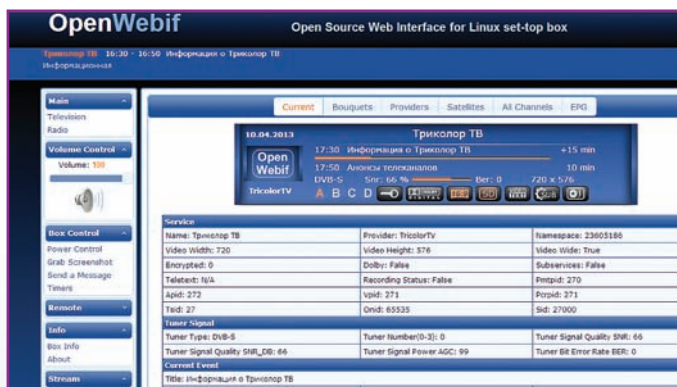 OpenWebif
Open Source Web Interface for Linux set-top box
Триколор ТВ 16:30 - 16:50 Информация о Триколор ТВ
Информационная
Main
Television
Radio
Volume Control
Volume: 100
Box Control
Power Control
Grab Screenshot
Send a Message
Timers
Remote
Info
Box Info
About
Stream
Current Bouquets Providers Satellites All Channels EPG
10.04.2013 Триколор ТВ
Open Webif
TricolorTV
17:30 Информация о Триколор ТВ +15 min
17:50 Анонсы телеканалов 10 min
DVB-S Snr: 66 % Ber: 0 720 x 576
A B C D
Service
Name: Триколор ТВ Provider: TricolorTV Namespace: 23605186
Video Width: 720 Video Height: 576 Video Wide: True
Encrypted: 0 Dolby: False Subservices: False
Teletext: N/A Recording Status: False Pmtpid: 270
Apid: 272 Vpid: 271 Pcrpid: 271
Tsid: 27 Onid: 65535 Sid: 27000
Tuner Signal
Tuner Type: DVB-S Tuner Number(0-3): 0 Tuner Signal Quality SNR: 66
Tuner Signal Quality SNR_DB: 66 Tuner Signal Power AGC: 99 Tuner Bit Error Rate BER: 0
Current Event
Title: Информация о Триколор ТВ